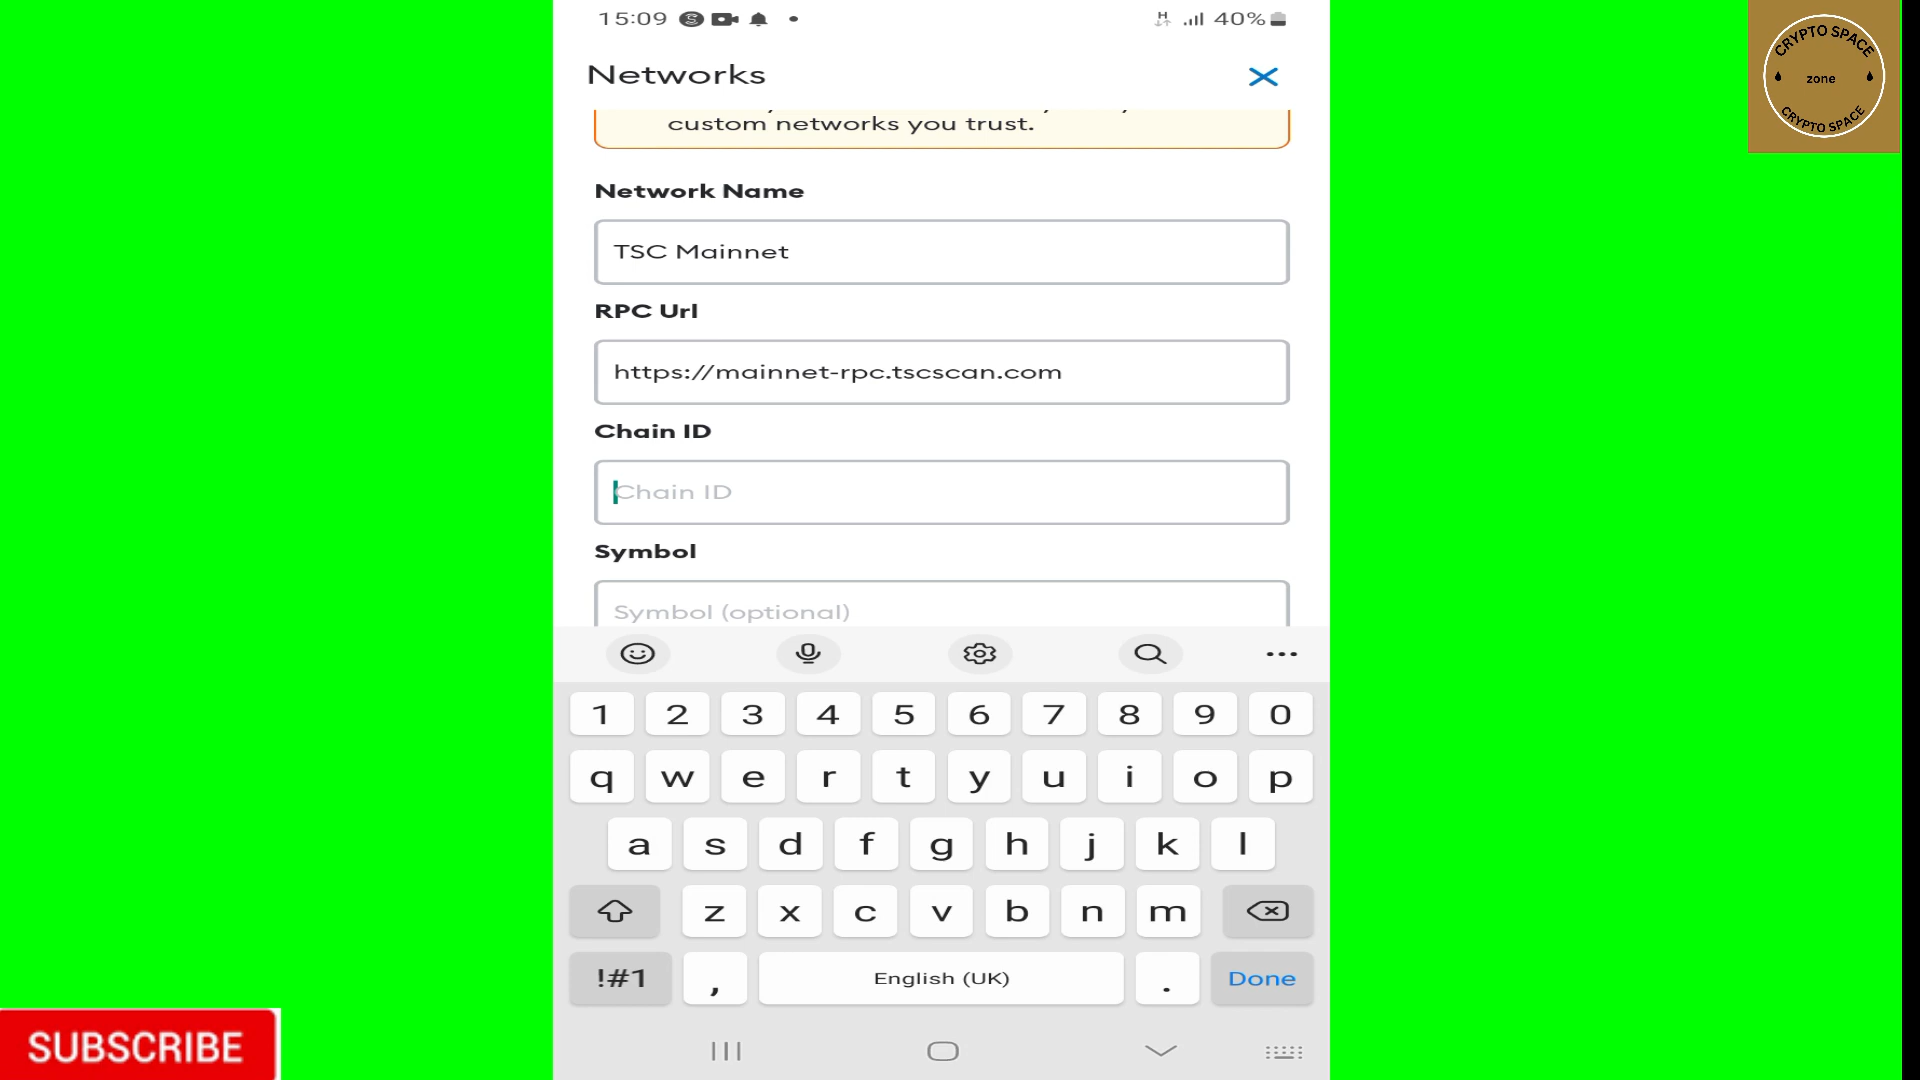 15:09
40%
Networks
custom networks you trust.
Network Name
TSC Mainnet
RPC Url
https://mainnet-rpc.tscscan.com
Chain ID
Chain ID
Symbol
Symbol (optional)
1 2 3 4 5 6 7 8 9 0
q w e r t y u i o p
a s d f g h j k l
z x c v b n m
!#1 , English (UK) . Done
CRYPTO SPACE
zone
CRYPTO SPACE
SUBSCRIBE